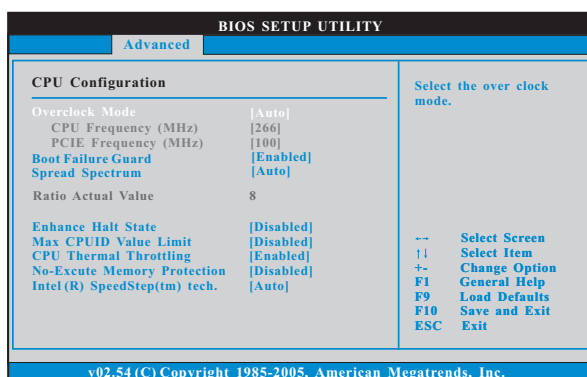 BIOS SETUP UTILITY
Advanced
CPU Configuration
Overclock Mode [Auto]
CPU Frequency (MHz) [266]
PCIE Frequency (MHz) [100]
Boot Failure Guard [Enabled]
Spread Spectrum [Auto]
Ratio Actual Value 8
Enhance Halt State [Disabled]
Max CPUID Value Limit [Disabled]
CPU Thermal Throttling [Enabled]
No-Excute Memory Protection [Disabled]
Intel (R) SpeedStep(tm) tech. [Auto]
Select the over clock
mode.
←→ Select Screen
↑↓ Select Item
+- Change Option
F1 General Help
F9 Load Defaults
F10 Save and Exit
ESC Exit
v02.54 (C) Copyright 1985-2005, American Megatrends, Inc.